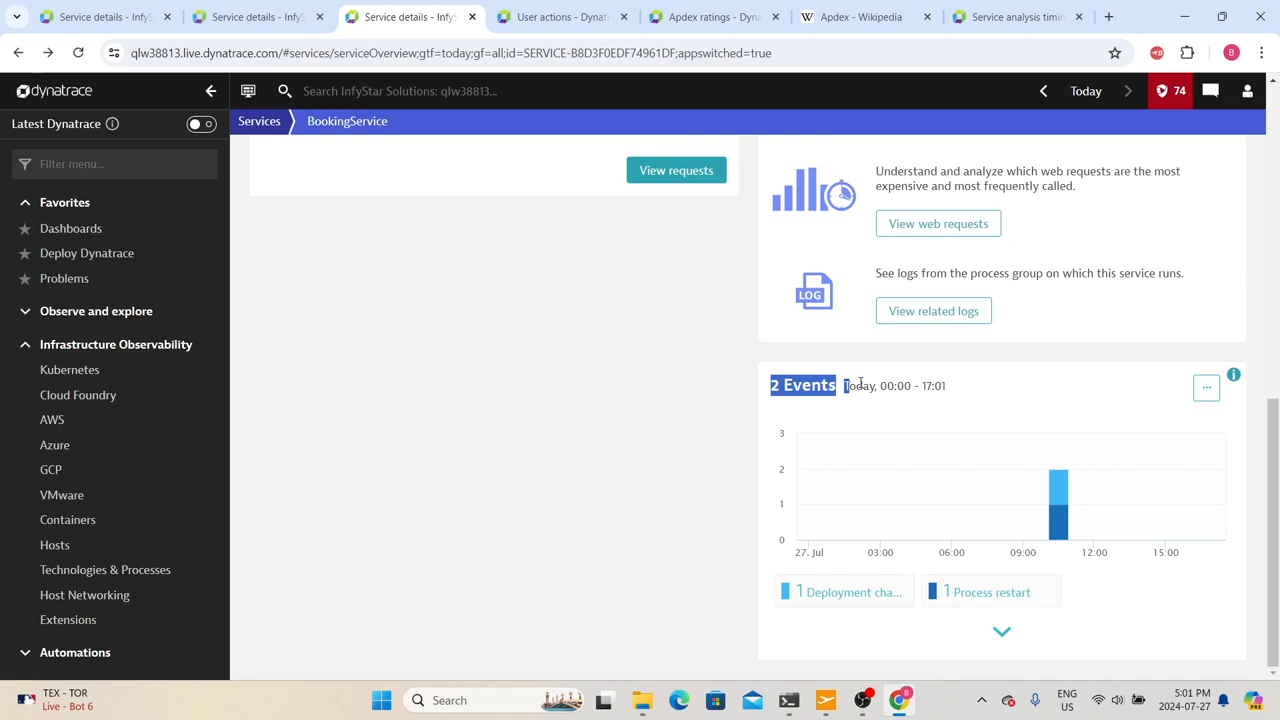 Service details - InfyS
Service details - InfyS
Booking
Service details - InfyS
User actions - Dynat
Apdex ratings - Dyna
W Apdex - Wikipedia
Service analysis timin
qlw38813.live.dynatrace.com/#services/serviceOverview;gtf=today;gf=all;id=SERVICE-B8D3F0EDF74961DF;appswitched=true
B
dynatrace
Search InfyStar Solutions: qlw38813...
Today
74
Latest Dynatrace
Services
BookingService
Filter menu...
Favorites
Dashboards
Deploy Dynatrace
Problems
Observe and explore
Infrastructure Observability
Kubernetes
Cloud Foundry
AWS
Azure
GCP
VMware
Containers
Hosts
Technologies & Processes
Host Networking
Extensions
Automations
View requests
Understand and analyze which web requests are the most
expensive and most frequently called.
View web requests
LOG
See logs from the process group on which this service runs.
View related logs
2 Events Today, 00:00 - 17:01
...
3
2
1
0
27. Jul 03:00 06:00 09:00 12:00 15:00
1 Deployment cha...
1 Process restart
TEX - TOR
Live - Bot 6
Search
ENG
US
5:01 PM
2024-07-27